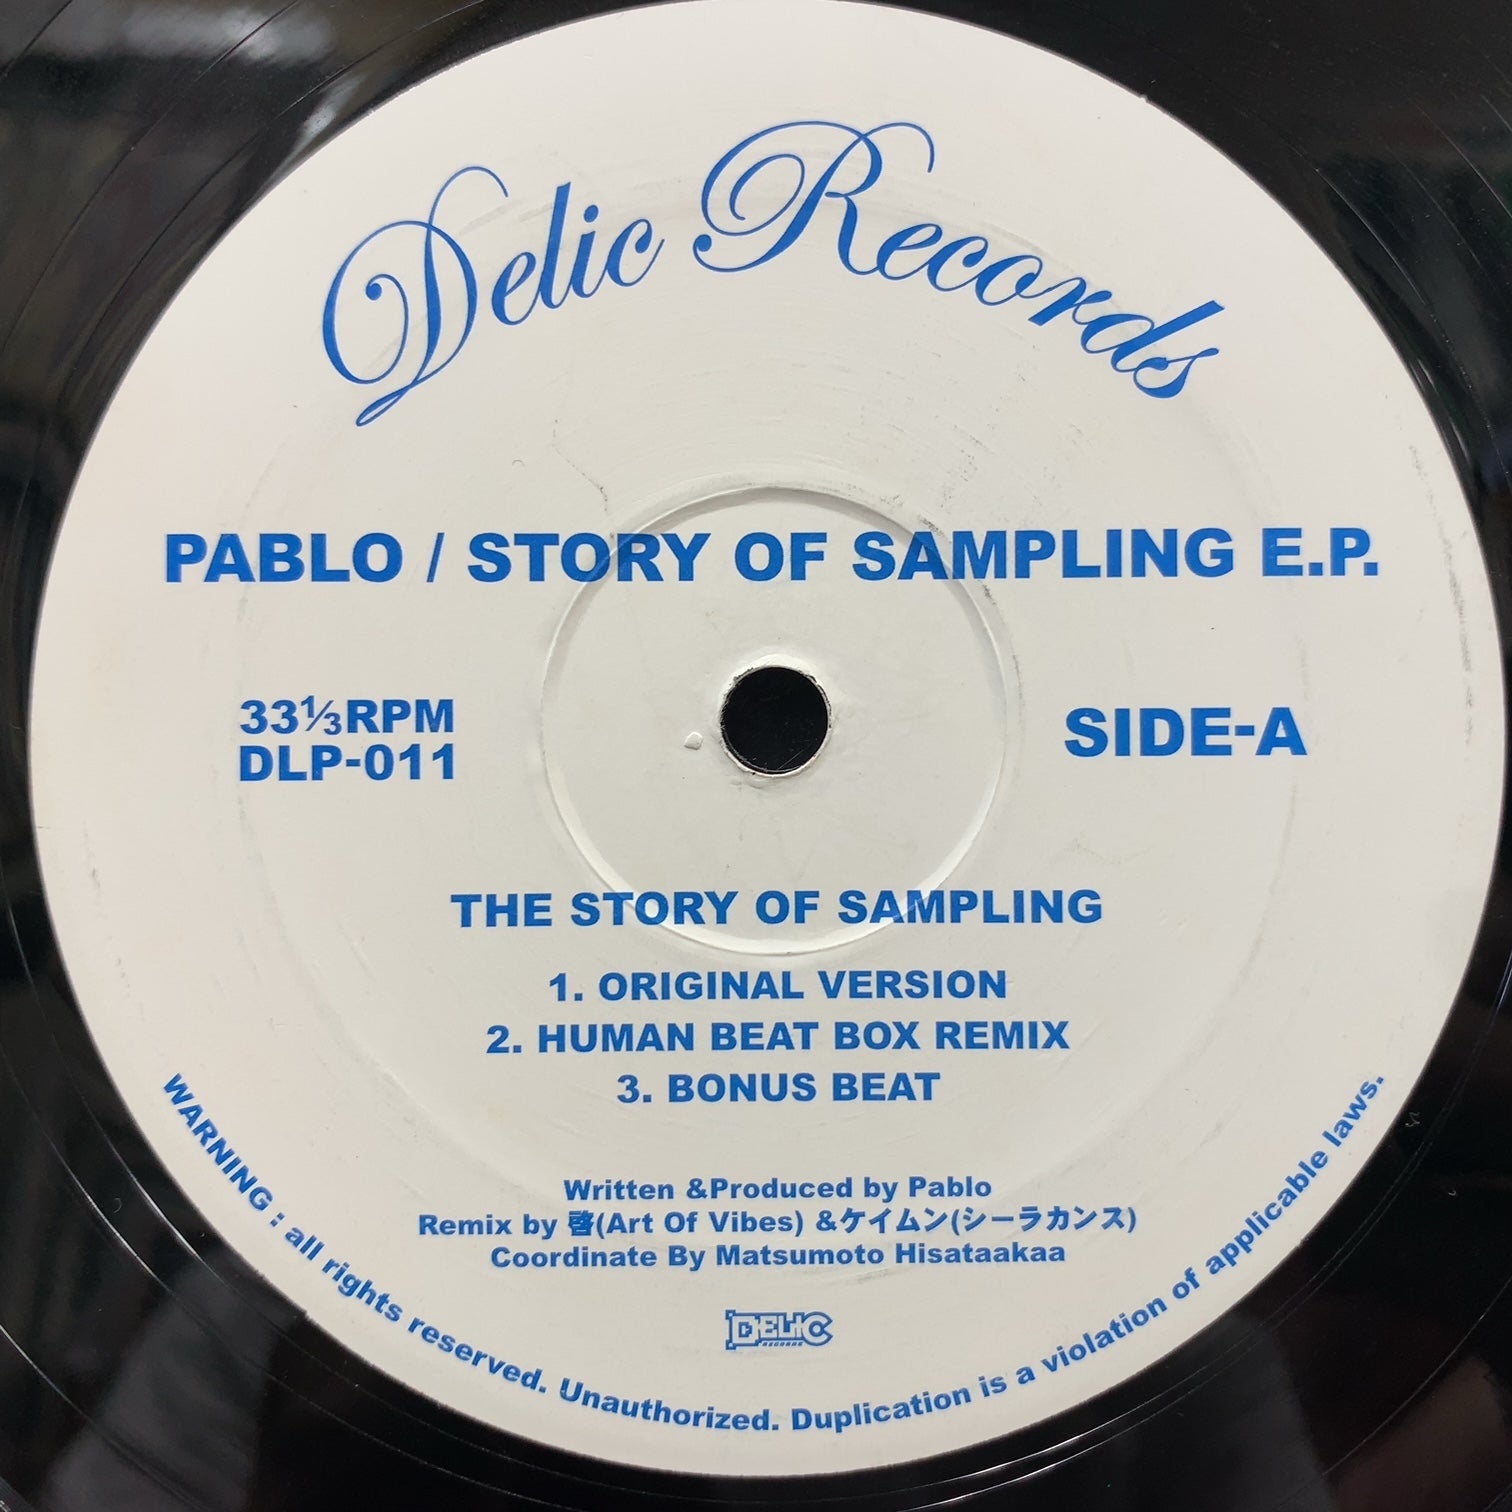 Delic Records
PABLO / STORY OF SAMPLING E.P.
33⅓RPM
DLP-011
SIDE-A
THE STORY OF SAMPLING
1. ORIGINAL VERSION
2. HUMAN BEAT BOX REMIX
3. BONUS BEAT
Written &Produced by Pablo
Remix by 啓(Art Of Vibes) &ケイムン(シーラカンス)
Coordinate By Matsumoto Hisataakaa
DELIC
RECORDS
WARNING : all rights reserved. Unauthorized. Duplication is a violation of applicable laws.